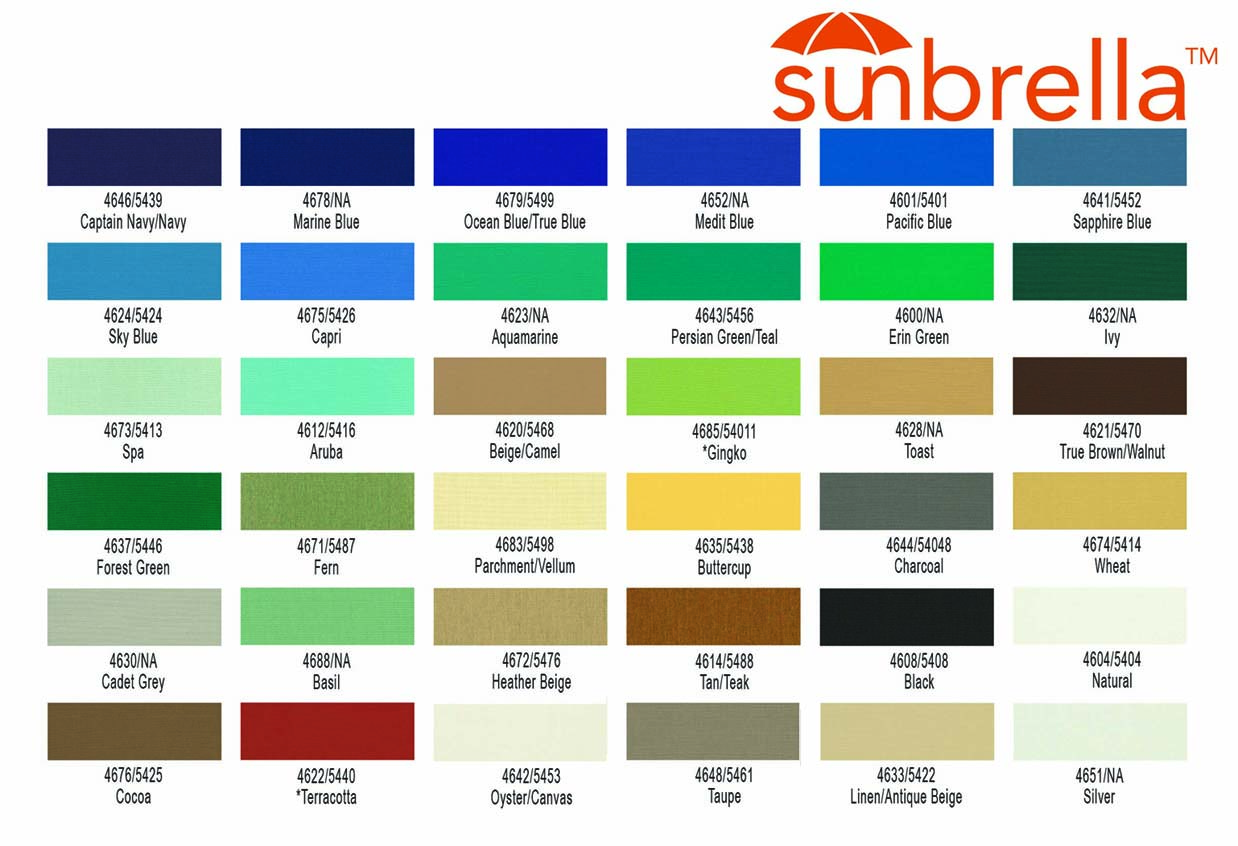 sunbrella™
4646/5439
Captain Navy/Navy
4678/NA
Marine Blue
4679/5499
Ocean Blue/True Blue
4652/NA
Medit Blue
4601/5401
Pacific Blue
4641/5452
Sapphire Blue
4624/5424
Sky Blue
4675/5426
Capri
4623/NA
Aquamarine
4643/5456
Persian Green/Teal
4600/NA
Erin Green
4632/NA
Ivy
4673/5413
Spa
4612/5416
Aruba
4620/5468
Beige/Camel
4685/54011
*Gingko
4628/NA
Toast
4621/5470
True Brown/Walnut
4637/5446
Forest Green
4671/5487
Fern
4683/5498
Parchment/Vellum
4635/5438
Buttercup
4644/54048
Charcoal
4674/5414
Wheat
4630/NA
Cadet Grey
4688/NA
Basil
4672/5476
Heather Beige
4614/5488
Tan/Teak
4608/5408
Black
4604/5404
Natural
4676/5425
Cocoa
4622/5440
*Terracotta
4642/5453
Oyster/Canvas
4648/5461
Taupe
4633/5422
Linen/Antique Beige
4651/NA
Silver